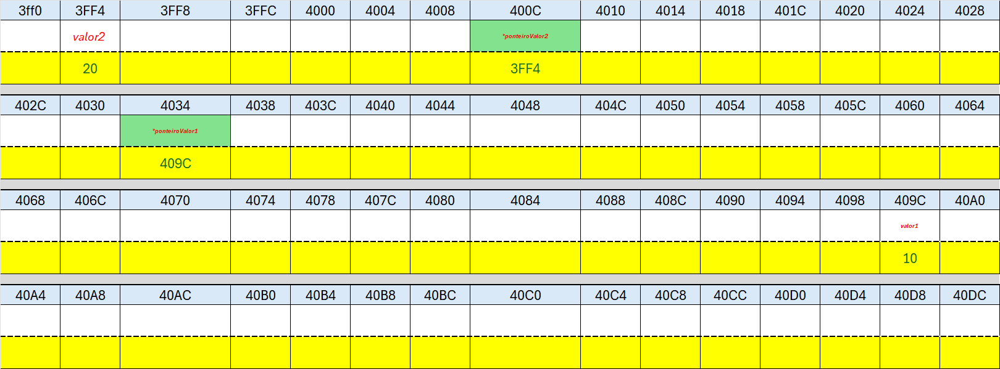 3ff0 3FF4 3FF8 3FFC 4000 4004 4008 400C 4010 4014 4018 401C 4020 4024 4028
valor2 *ponteiroValor2
20 3FF4
402C 4030 4034 4038 403C 4040 4044 4048 404C 4050 4054 4058 405C 4060 4064
*ponteiroValor1
409C
4068 406C 4070 4074 4078 407C 4080 4084 4088 408C 4090 4094 4098 409C 40A0
valor1
10
40A4 40A8 40AC 40B0 40B4 40B8 40BC 40C0 40C4 40C8 40CC 40D0 40D4 40D8 40DC